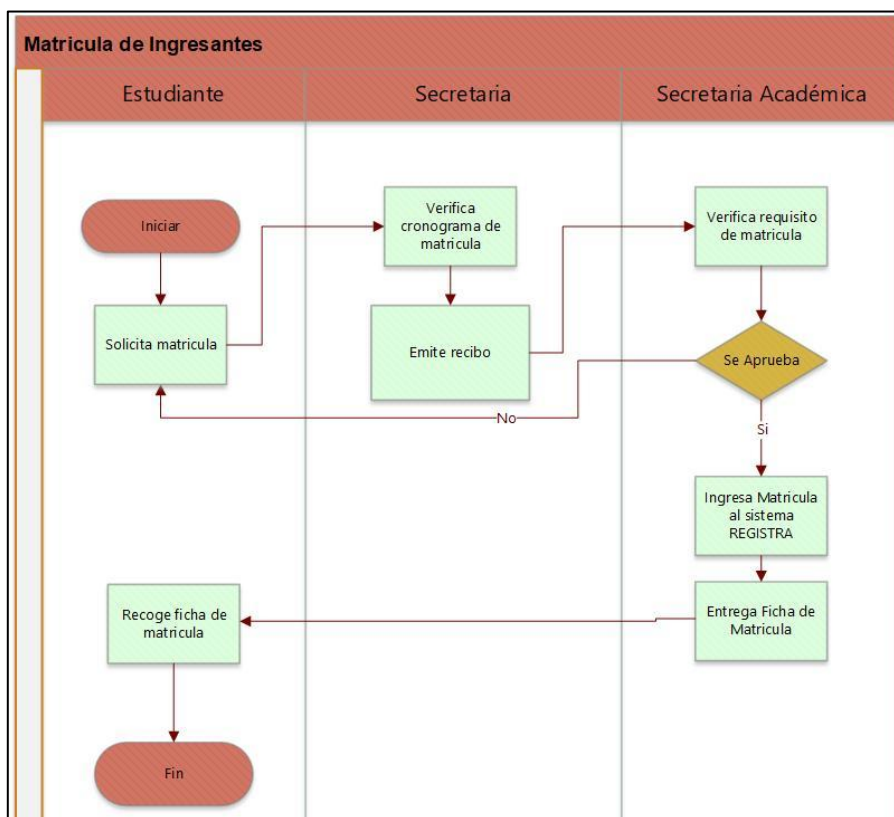 Matricula de Ingresantes
Estudiante
Secretaria
Secretaria Académica
Iniciar
Verifica
cronograma de
matricula
Verifica requisito
de matricula
Solicita matricula
Emite recibo
Se Aprueba
No
Si
Ingresa Matricula
al sistema
REGISTRA
Recoge ficha de
matricula
Entrega Ficha de
Matricula
Fin